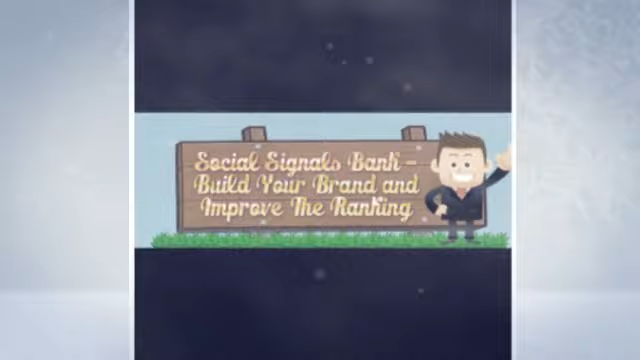 Social Signals Bank -
Build Your Brand and
Improve The Ranking